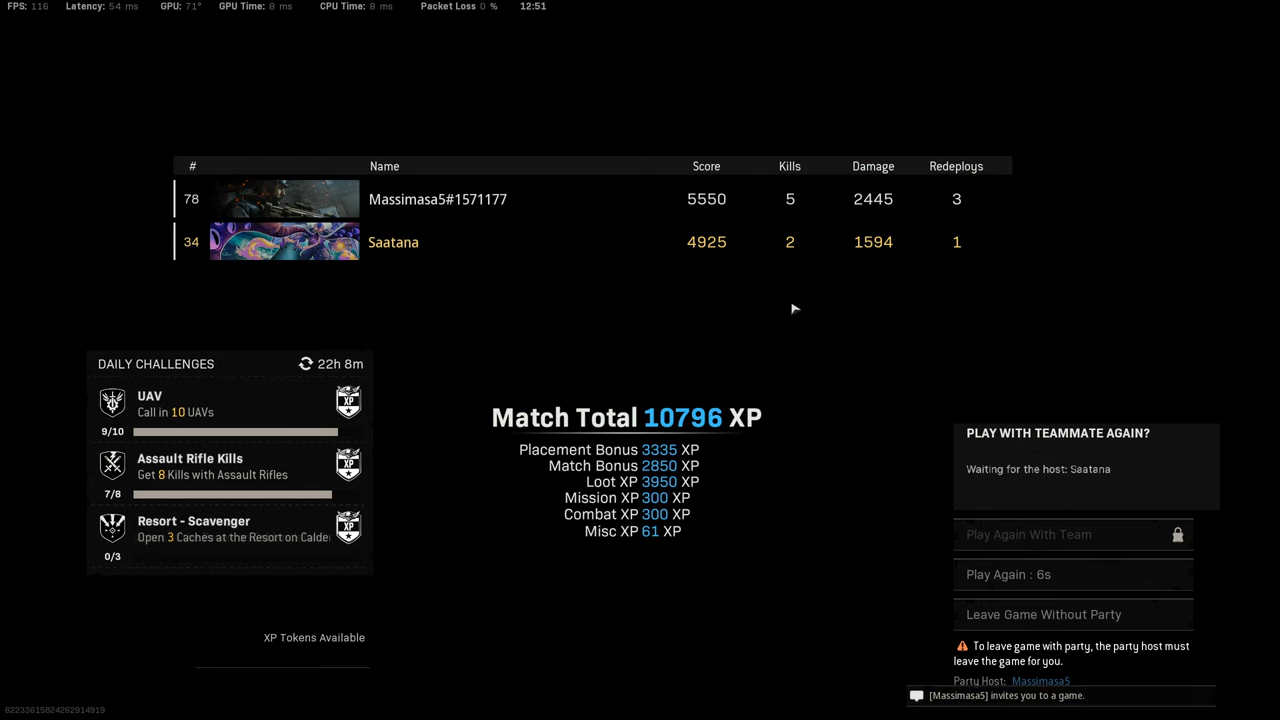 FPS: 116 Latency: 54 ms GPU: 71° GPU Time: 8 ms CPU Time: 8 ms Packet Loss 0 % 12:51
# Name Score Kills Damage Redeploys
78 Massimasa5#1571177 5550 5 2445 3
34 Saatana 4925 2 1594 1
DAILY CHALLENGES 22h 8m
UAV
Call in 10 UAVs
XP
9/10
Assault Rifle Kills
Get 8 Kills with Assault Rifles
XP
7/8
Resort - Scavenger
Open 3 Caches at the Resort on Calde
XP
0/3
XP Tokens Available
Match Total 10796 XP
Placement Bonus 3335 XP
Match Bonus 2850 XP
Loot XP 3950 XP
Mission XP 300 XP
Combat XP 300 XP
Misc XP 61 XP
PLAY WITH TEAMMATE AGAIN?
Waiting for the host: Saatana
Play Again With Team
Play Again : 6s
Leave Game Without Party
To leave game with party, the party host must
leave the game for you.
Party Host: Massimasa5
[Massimasa5] invites you to a game.
62233615824262914919